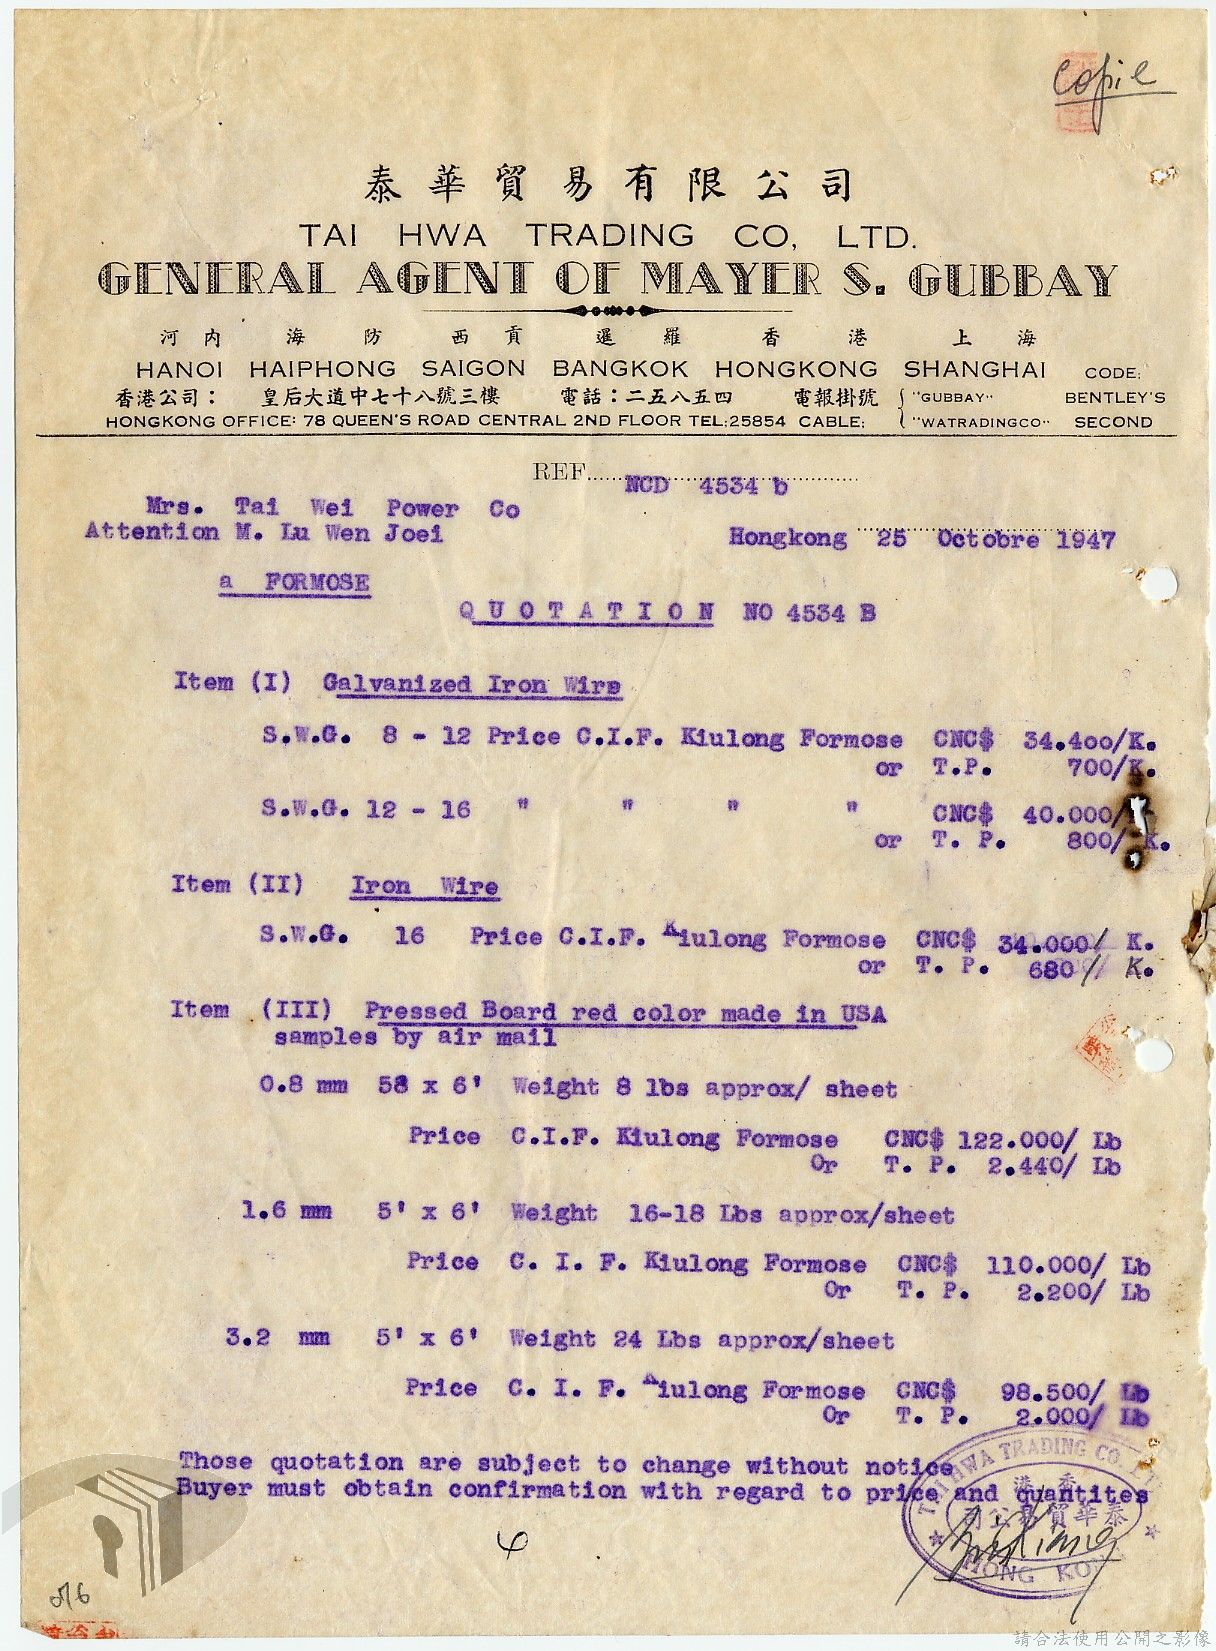 copie
泰華貿易有限公司
TAI HWA TRADING CO, LTD.
GENERAL AGENT OF MAYER S. GUBBAY
河內 海防 西貢 暹羅 香港 上海
HANOI HAIPHONG SAIGON BANGKOK HONGKONG SHANGHAI CODE:
香港公司： 皇后大道中七十八號三樓 電話：二五八五四 電報掛號 "GUBBAY" BENTLEY'S
HONGKONG OFFICE: 78 QUEEN'S ROAD CENTRAL 2ND FLOOR TEL:25854 CABLE: "WATRADINGCO" SECOND
REF. NCD 4534 b
Mrs. Tai Wei Power Co
Attention M. Lu Wen Joei
Hongkong 25 Octobre 1947
a FORMOSE
QUOTATION NO 4534 B
Item (I) Galvanized Iron Wire
S.W.G. 8 - 12 Price C.I.F. Kiulong Formose CNC$ 34.400/K.
or T.P. 700/K.
S.W.G. 12 - 16 " " " " CNC$ 40.000/
or T. P. 800/ K.
Item (II) Iron Wire
S.W.G. 16 Price C.I.F. Kiulong Formose CNC$ 34.000/ K.
or T. P. 680/ K.
Item (III) Pressed Board red color made in USA
samples by air mail
0.8 mm 58 x 6' Weight 8 lbs approx/ sheet
Price C.I.F. Kiulong Formose CNC$ 122.000/ Lb
Or T. P. 2.440/ Lb
1.6 mm 5' x 6' Weight 16-18 Lbs approx/sheet
Price C. I. F. Kiulong Formose CNC$ 110.000/ Lb
Or T. P. 2.200/ Lb
3.2 mm 5' x 6' Weight 24 Lbs approx/sheet
Price C. I. F. Kiulong Formose CNC$ 98.500/ Lb
Or T. P. 2.000/ Lb
Those quotation are subject to change without notice
Buyer must obtain confirmation with regard to price and quantites
TAI HWA TRADING CO. LTD
香港
泰華貿易公司
HONG KONG
076
請合法使用公開之影像